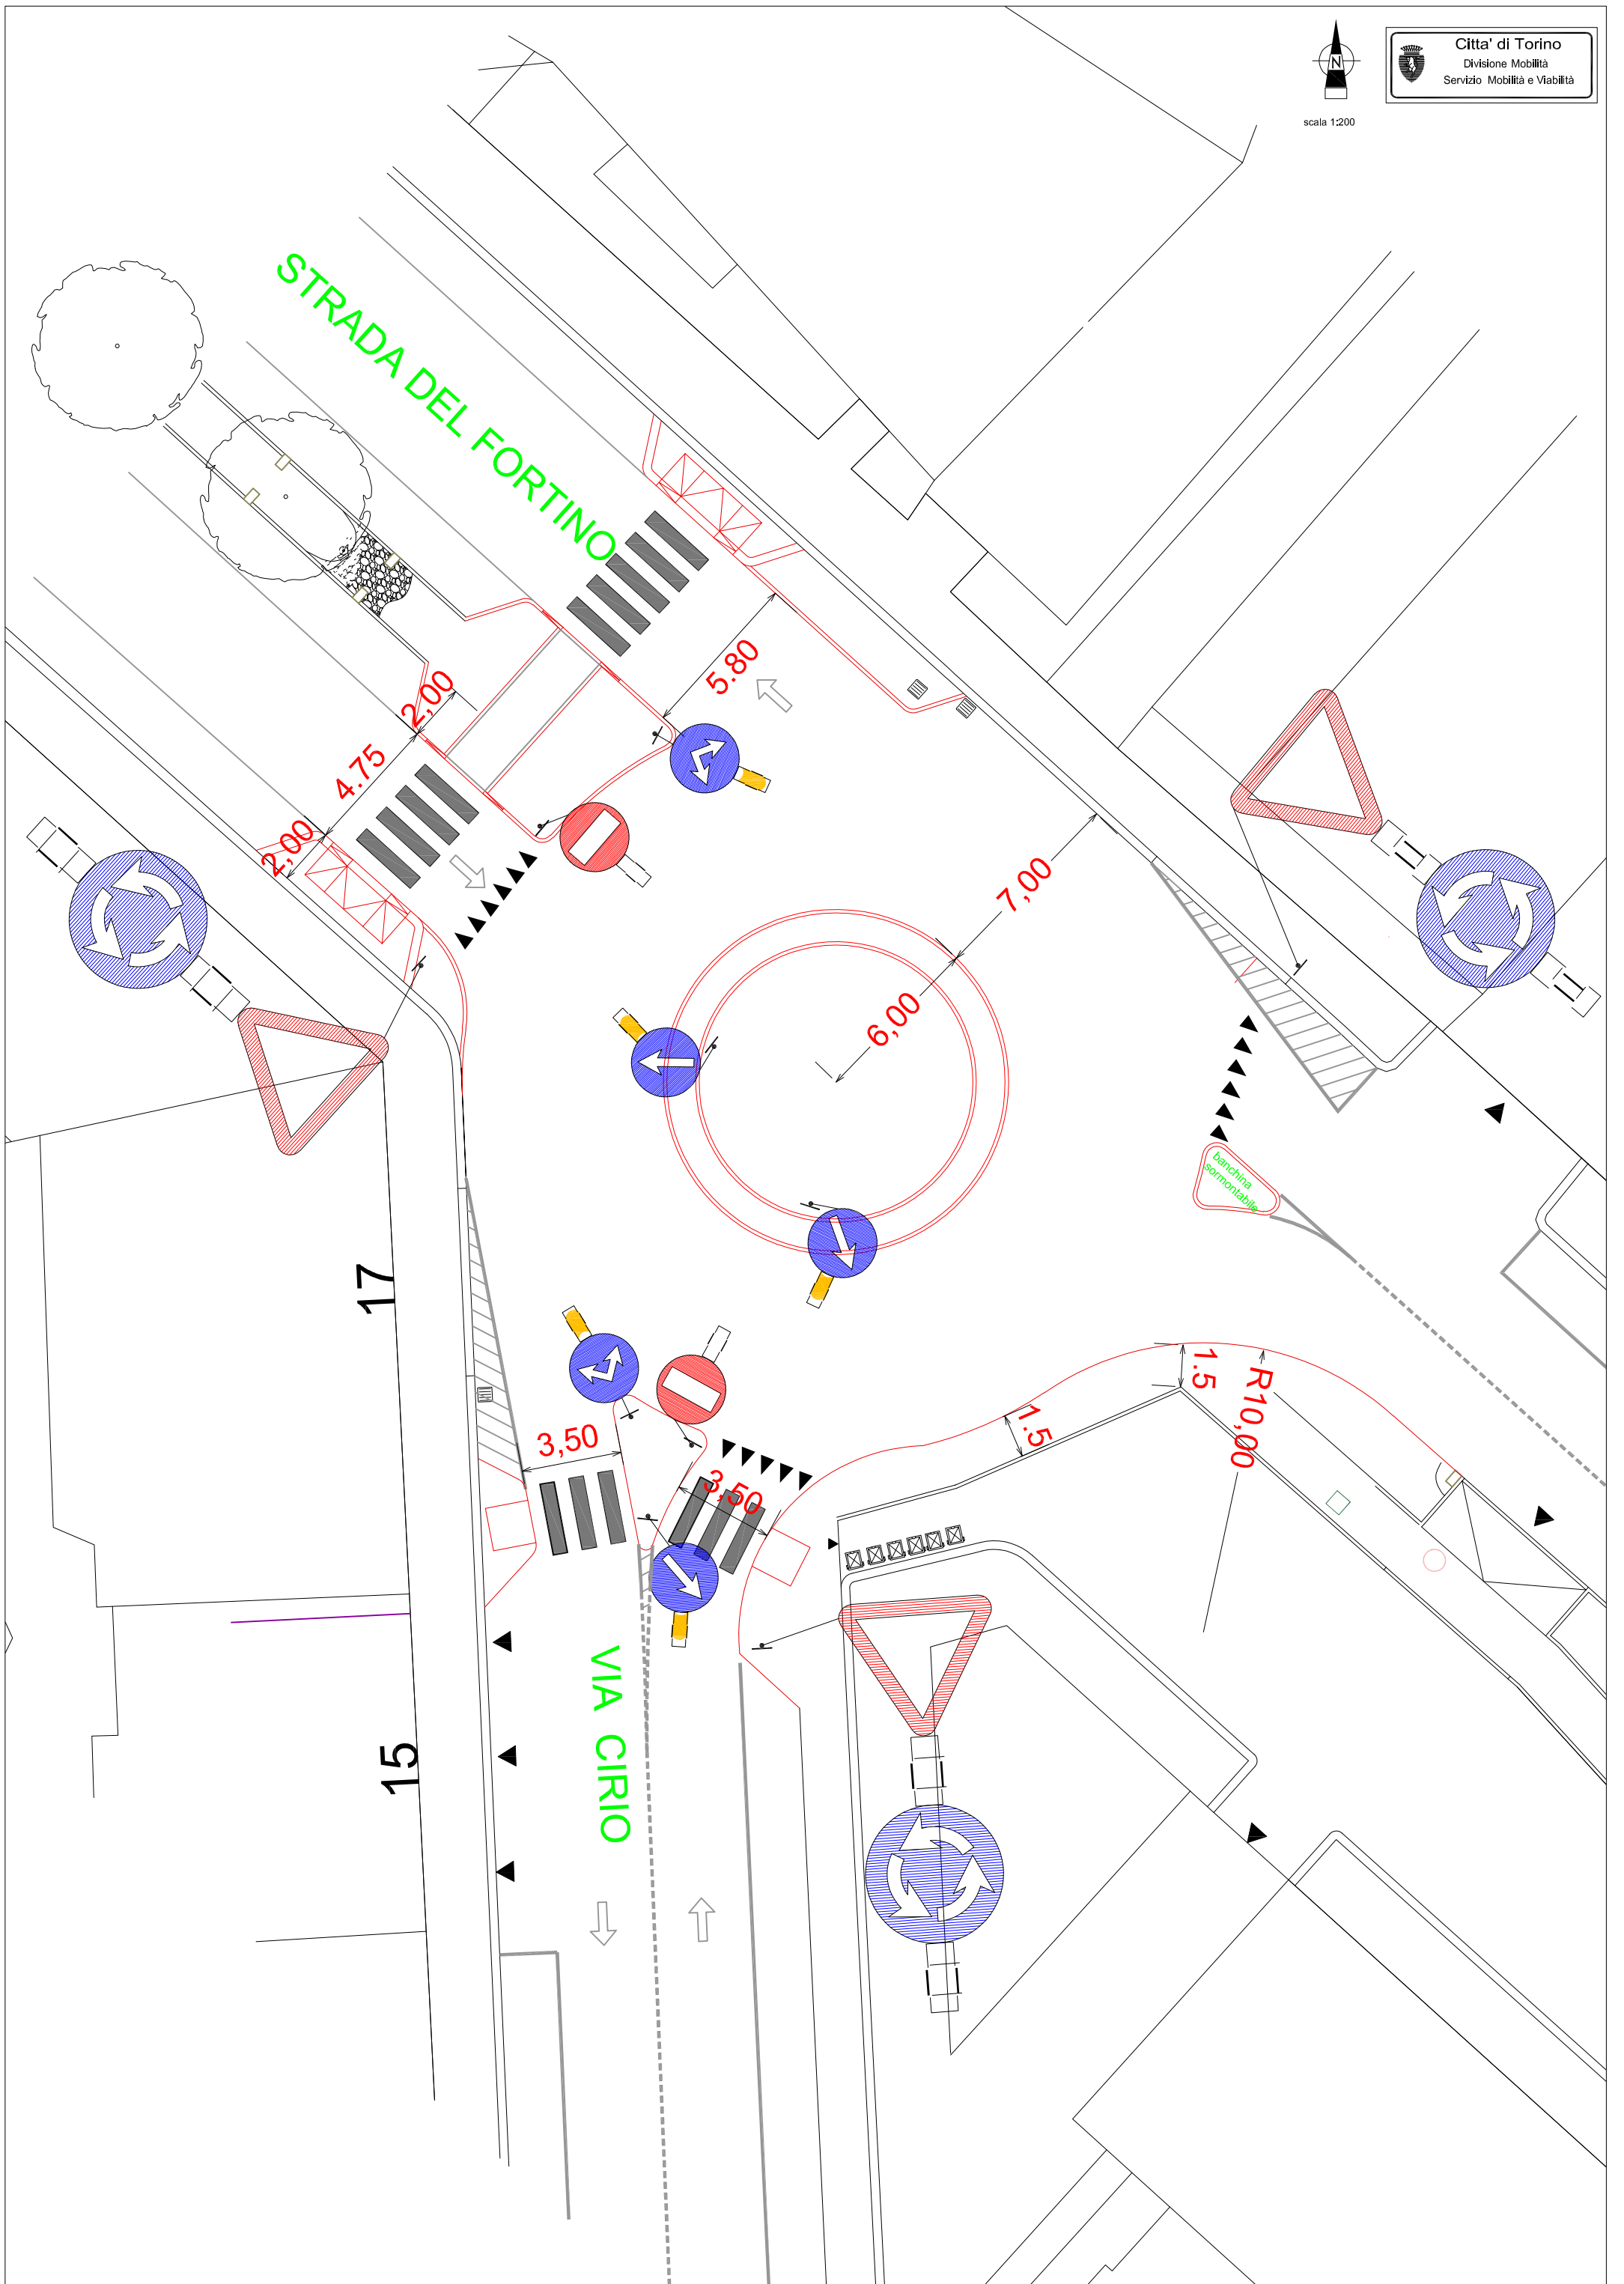 Citta' di Torino
Divisione Mobilità
Servizio Mobilità e Viabilità
N
scala 1:200
STRADA DEL FORTINO
5.80
2,00
4.75
2,00
7,00
6,00
banchina
sormontabile
17
1.5
R10,00
1.5
3,50
3,50
VIA CIRIO
15